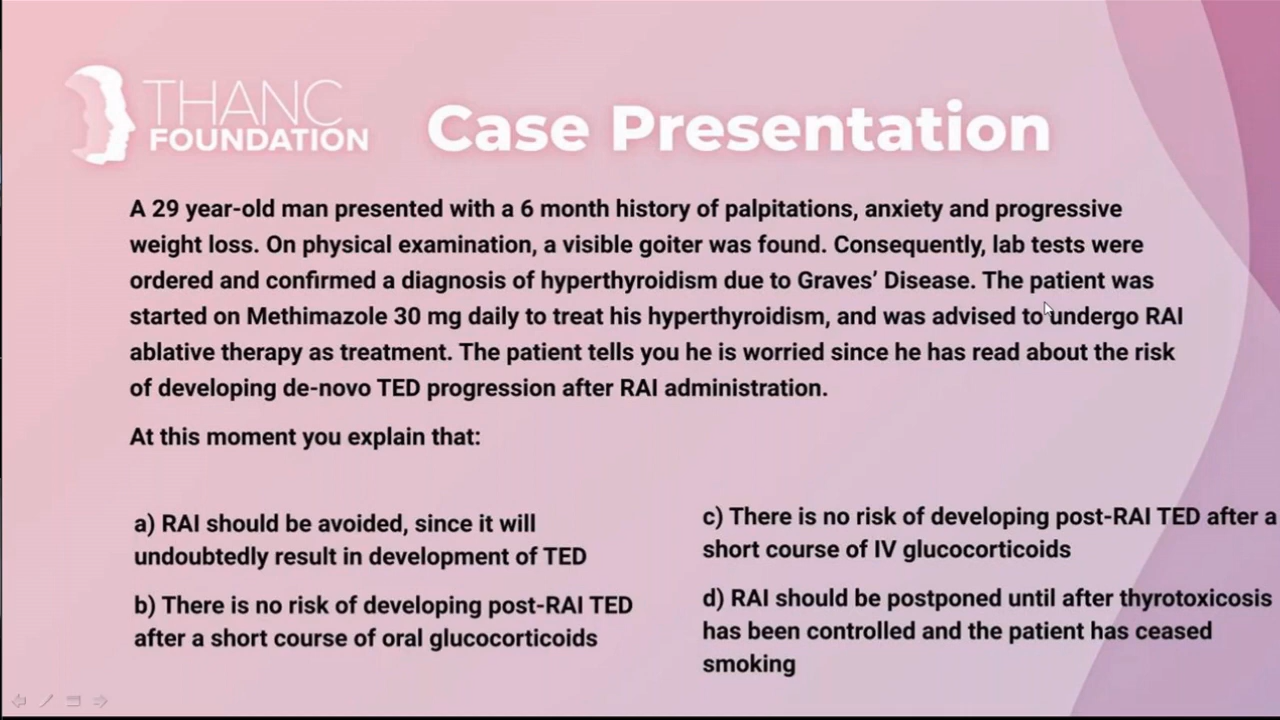 THANC
FOUNDATION
Case Presentation
A 29 year-old man presented with a 6 month history of palpitations, anxiety and progressive
weight loss. On physical examination, a visible goiter was found. Consequently, lab tests were
ordered and confirmed a diagnosis of hyperthyroidism due to Graves’ Disease. The patient was
started on Methimazole 30 mg daily to treat his hyperthyroidism, and was advised to undergo RAI
ablative therapy as treatment. The patient tells you he is worried since he has read about the risk
of developing de-novo TED progression after RAI administration.
At this moment you explain that:
a) RAI should be avoided, since it will
undoubtedly result in development of TED
b) There is no risk of developing post-RAI TED
after a short course of oral glucocorticoids
c) There is no risk of developing post-RAI TED after a
short course of IV glucocorticoids
d) RAI should be postponed until after thyrotoxicosis
has been controlled and the patient has ceased
smoking